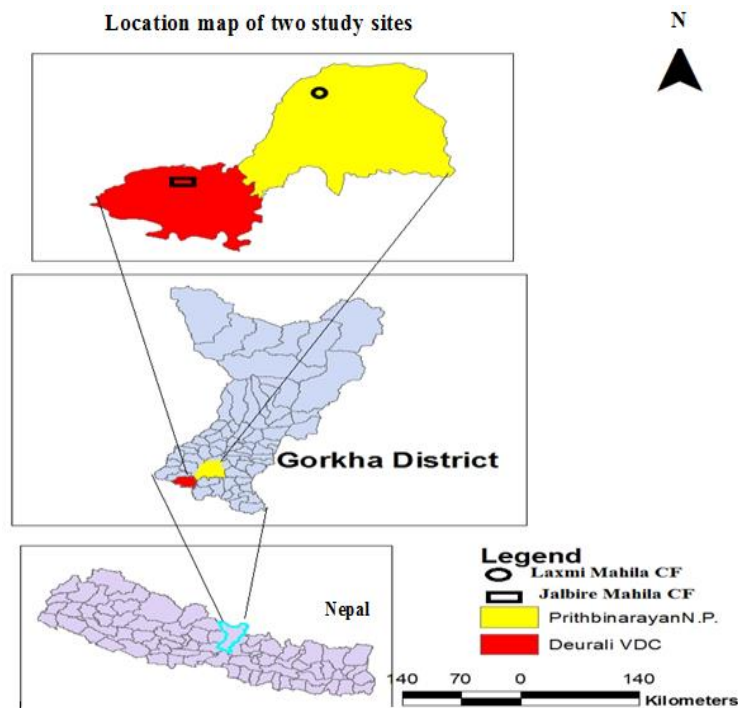 Location map of two study sites
N
Gorkha District
Nepal
Legend
Laxmi Mahila CF
Jalbire Mahila CF
PrithbinarayanN.P.
Deurali VDC
140 70 0 140
Kilometers